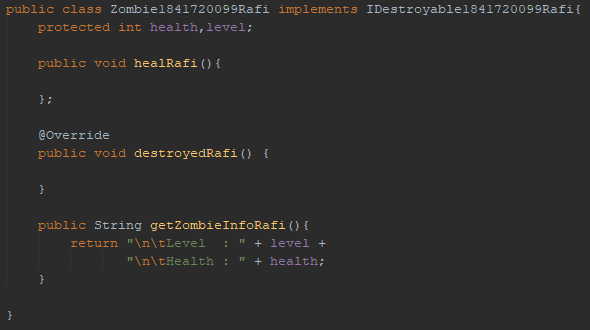 public class Zombie1841720099Rafi implements IDestroyable1841720099Rafi{
protected int health,level;
public void healRafi(){
};
@Override
public void destroyedRafi() {
}
public String getZombieInfoRafi(){
return "\n\tLevel  : " + level +
"\n\tHealth : " + health;
}
}